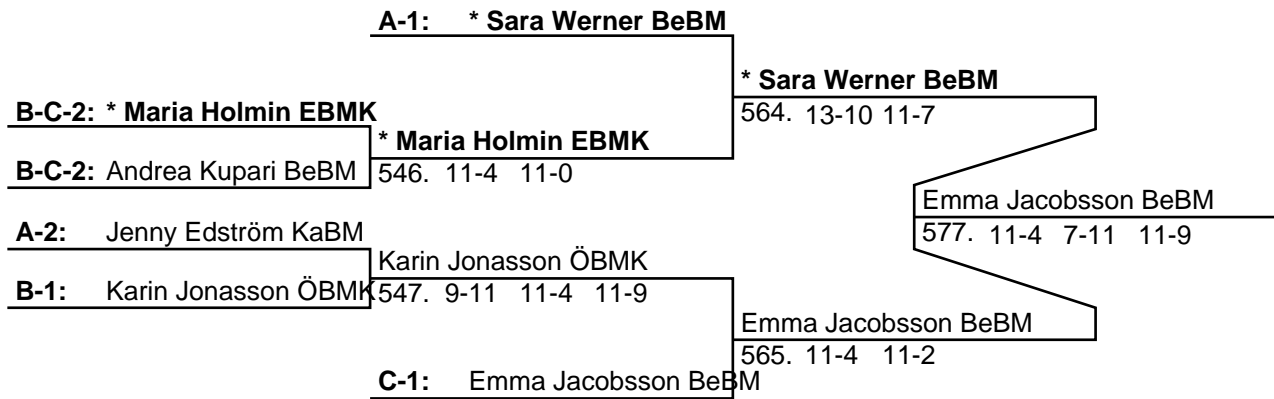 A-1: * Sara Werner BeBM
* Sara Werner BeBM
564. 13-10 11-7
B-C-2: * Maria Holmin EBMK
* Maria Holmin EBMK
B-C-2: Andrea Kupari BeBM
546. 11-4 11-0
Emma Jacobsson BeBM
577. 11-4 7-11 11-9
A-2: Jenny Edström KaBM
Karin Jonasson ÖBMK
B-1: Karin Jonasson ÖBMK
547. 9-11 11-4 11-9
Emma Jacobsson BeBM
565. 11-4 11-2
C-1: Emma Jacobsson BeBM